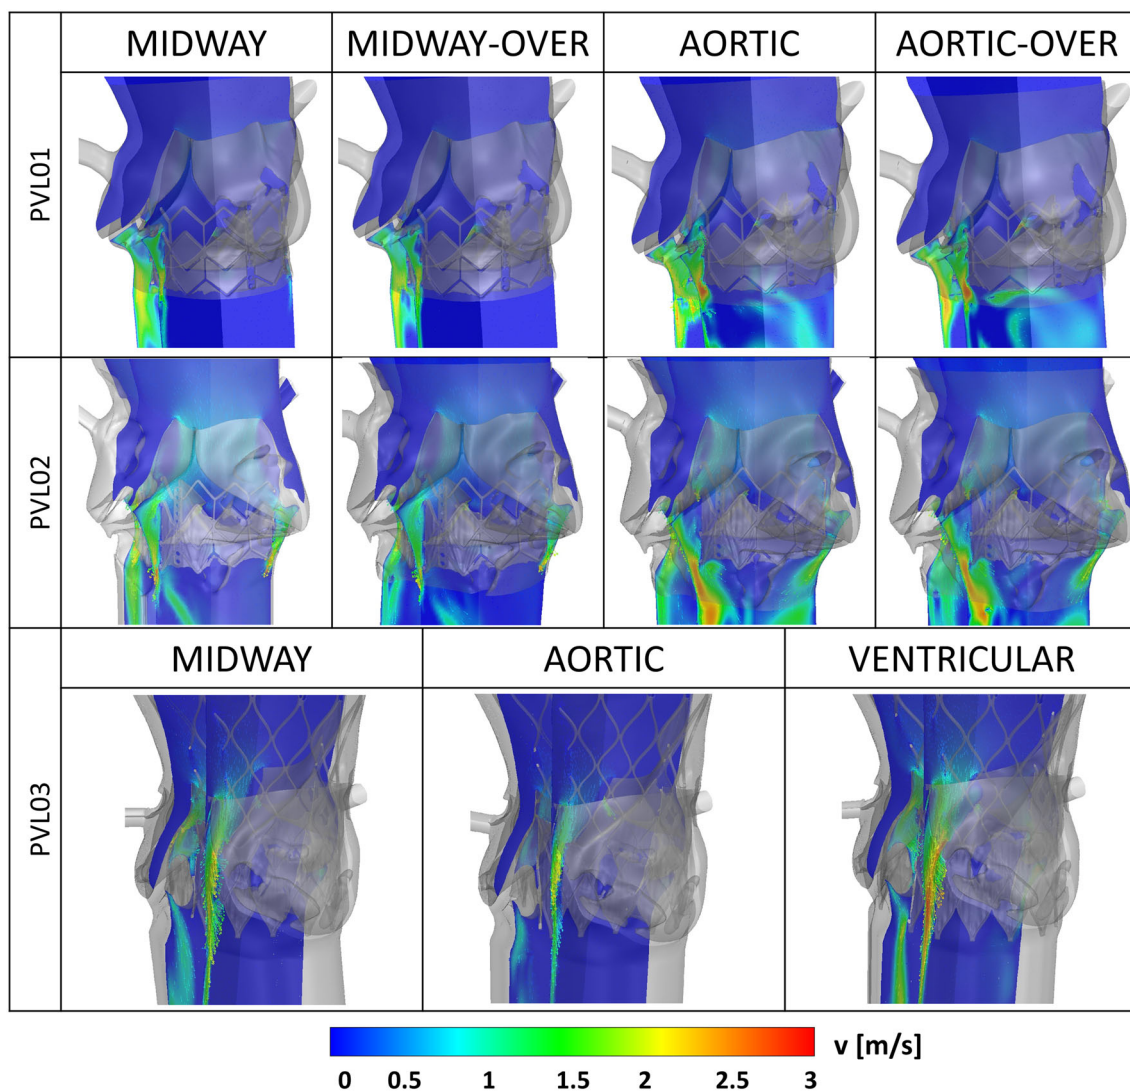 MIDWAY MIDWAY-OVER AORTIC AORTIC-OVER
PVL01
PVL02
MIDWAY AORTIC VENTRICULAR
PVL03
v [m/s]
0 0.5 1 1.5 2 2.5 3